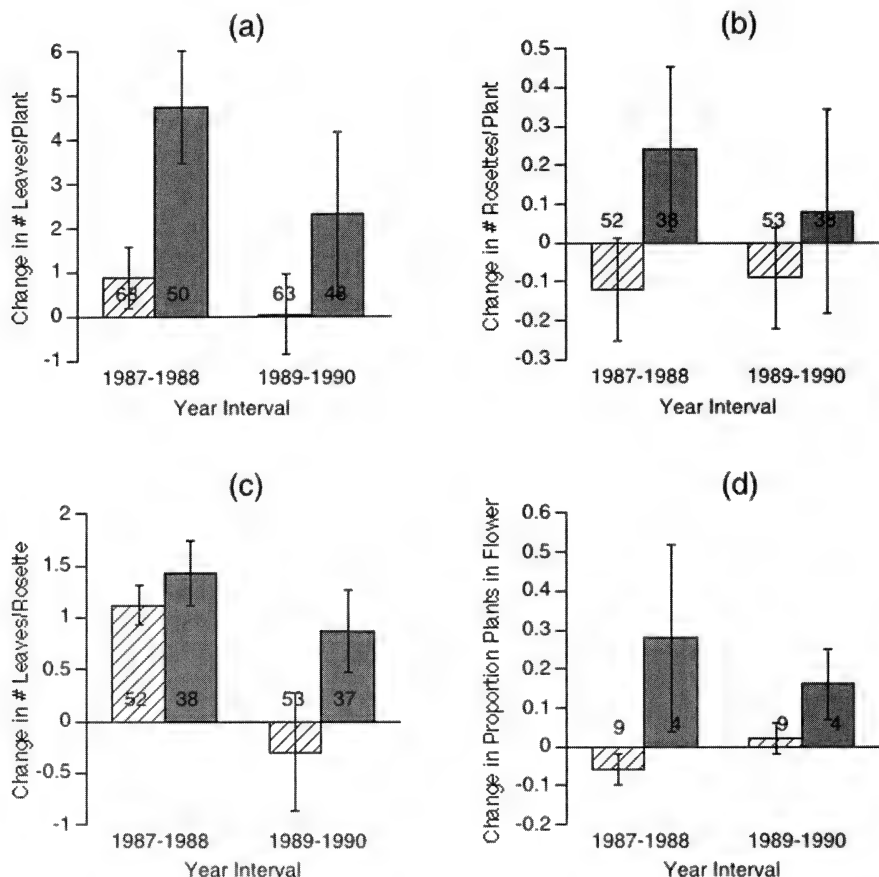 (a)
Change in # Leaves/Plant
6
5
4
3
2
1
0
-1
68 50 63 48
1987-1988 1989-1990
Year Interval
(b)
Change in # Rosettes/Plant
0.5
0.4
0.3
0.2
0.1
0
-0.1
-0.2
-0.3
52 38 53 38
1987-1988 1989-1990
Year Interval
(c)
Change in # Leaves/Rosette
2
1.5
1
0.5
0
-0.5
-1
52 38 53 37
1987-1988 1989-1990
Year Interval
(d)
Change in Proportion Plants in Flower
0.6
0.5
0.4
0.3
0.2
0.1
0
-0.1
-0.2
9 4 9 4
1987-1988 1989-1990
Year Interval